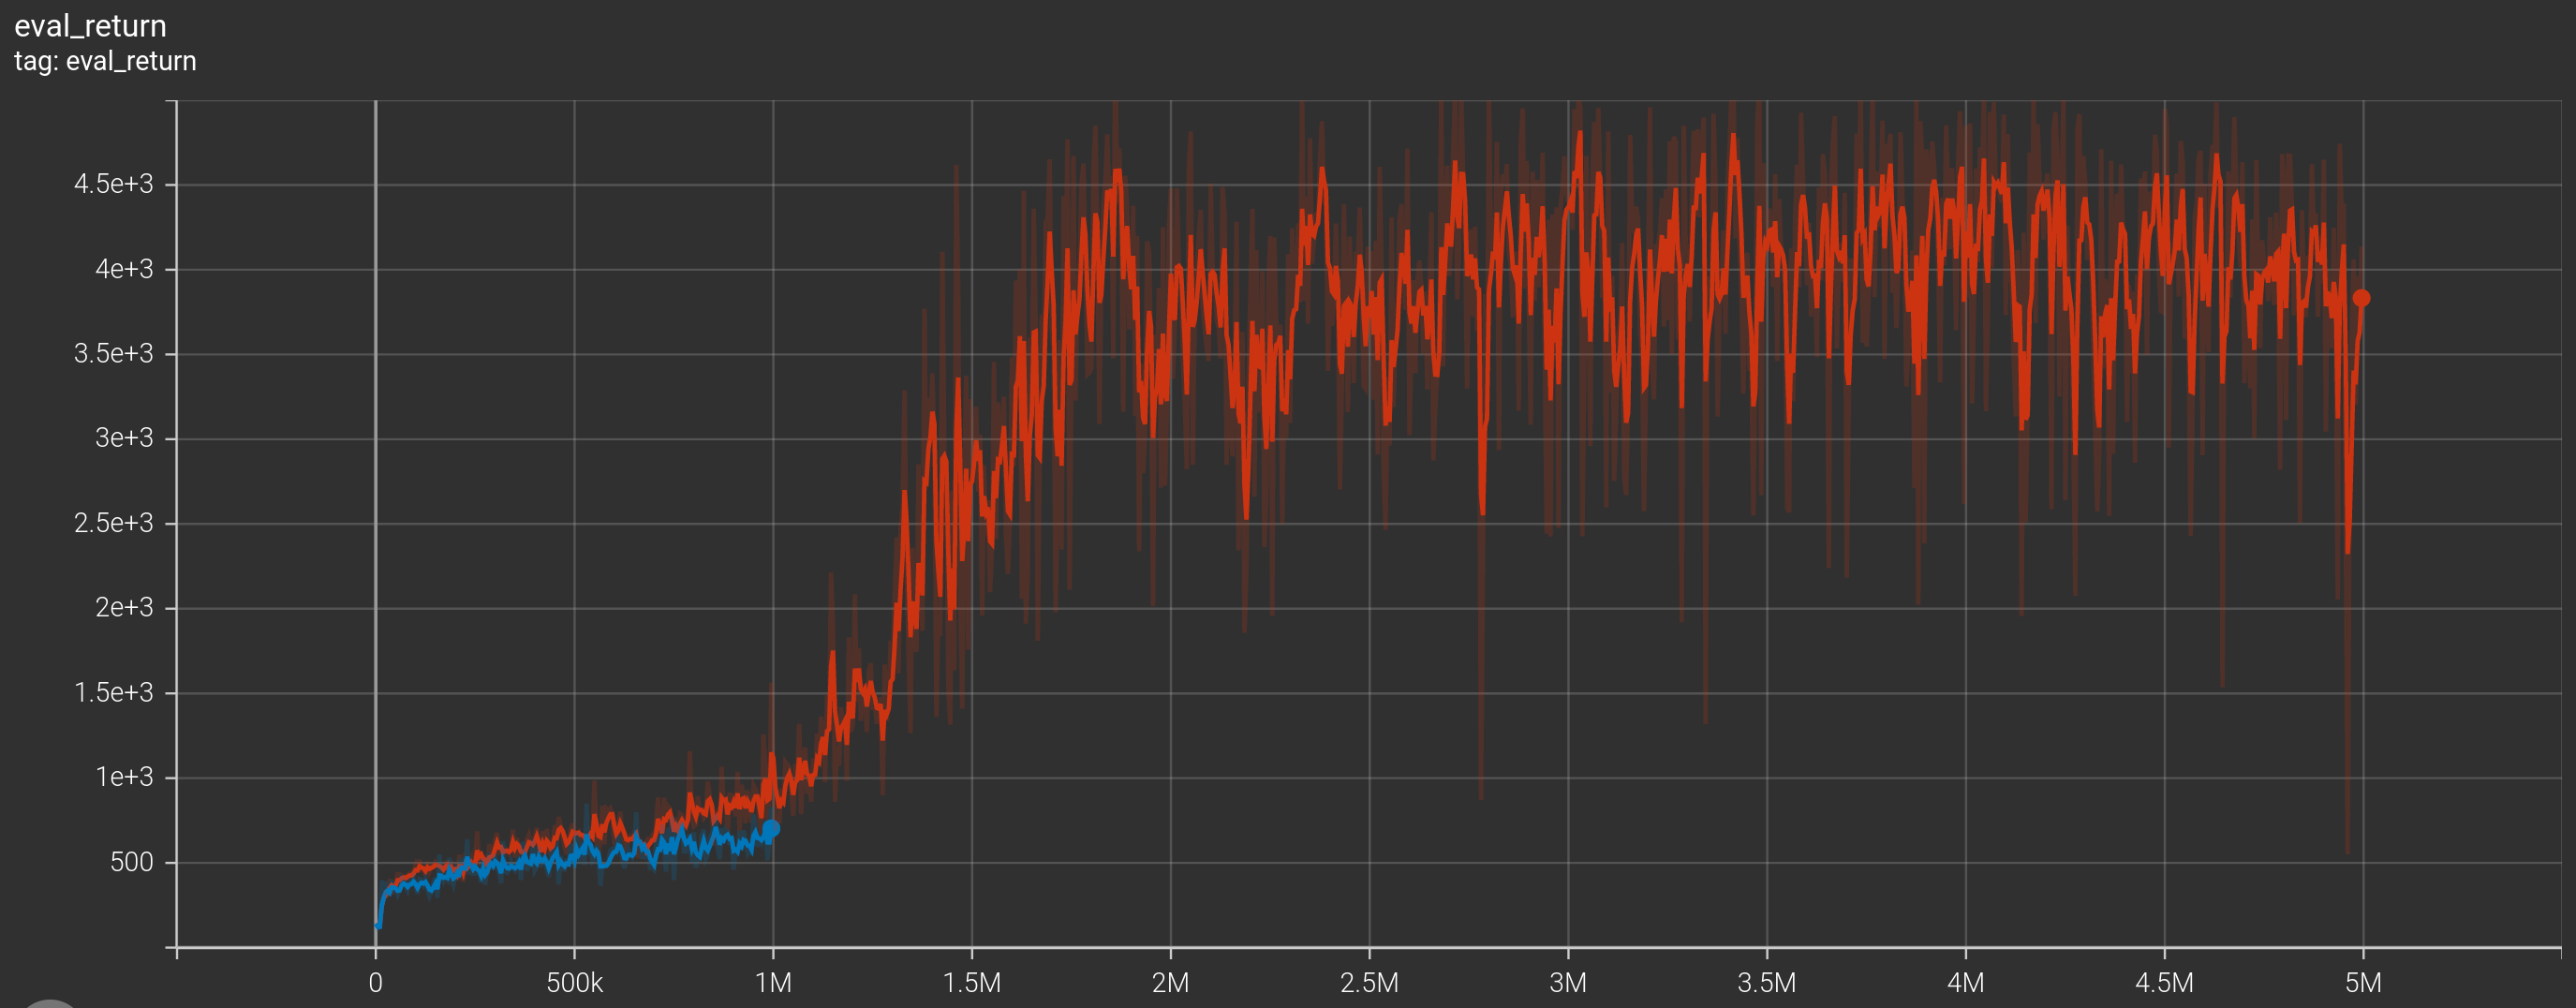 eval_return
tag: eval_return
4.5e+3
4e+3
3.5e+3
3e+3
2.5e+3
2e+3
1.5e+3
1e+3
500
0 500k 1M 1.5M 2M 2.5M 3M 3.5M 4M 4.5M 5M